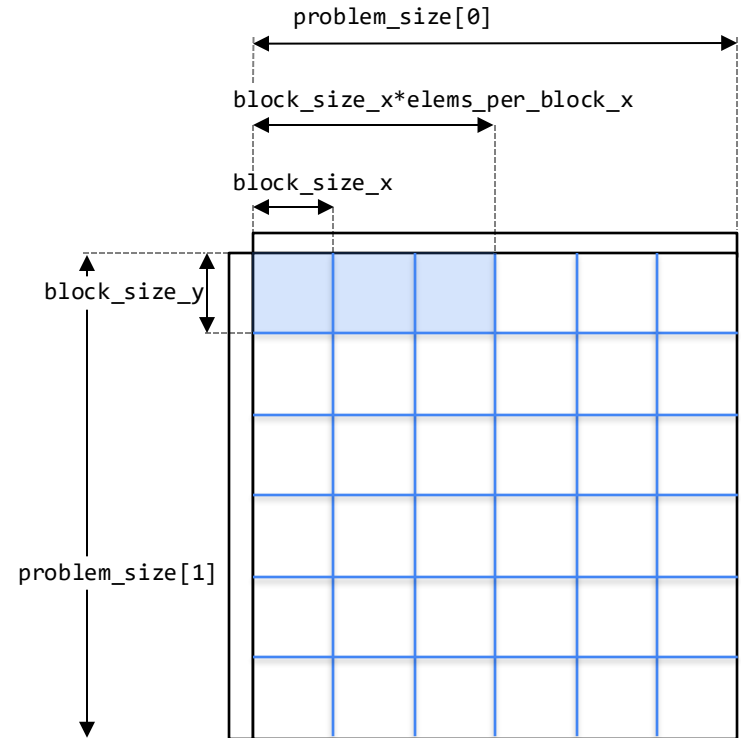 problem_size[0]
block_size_x*elems_per_block_x
block_size_x
block_size_y
problem_size[1]